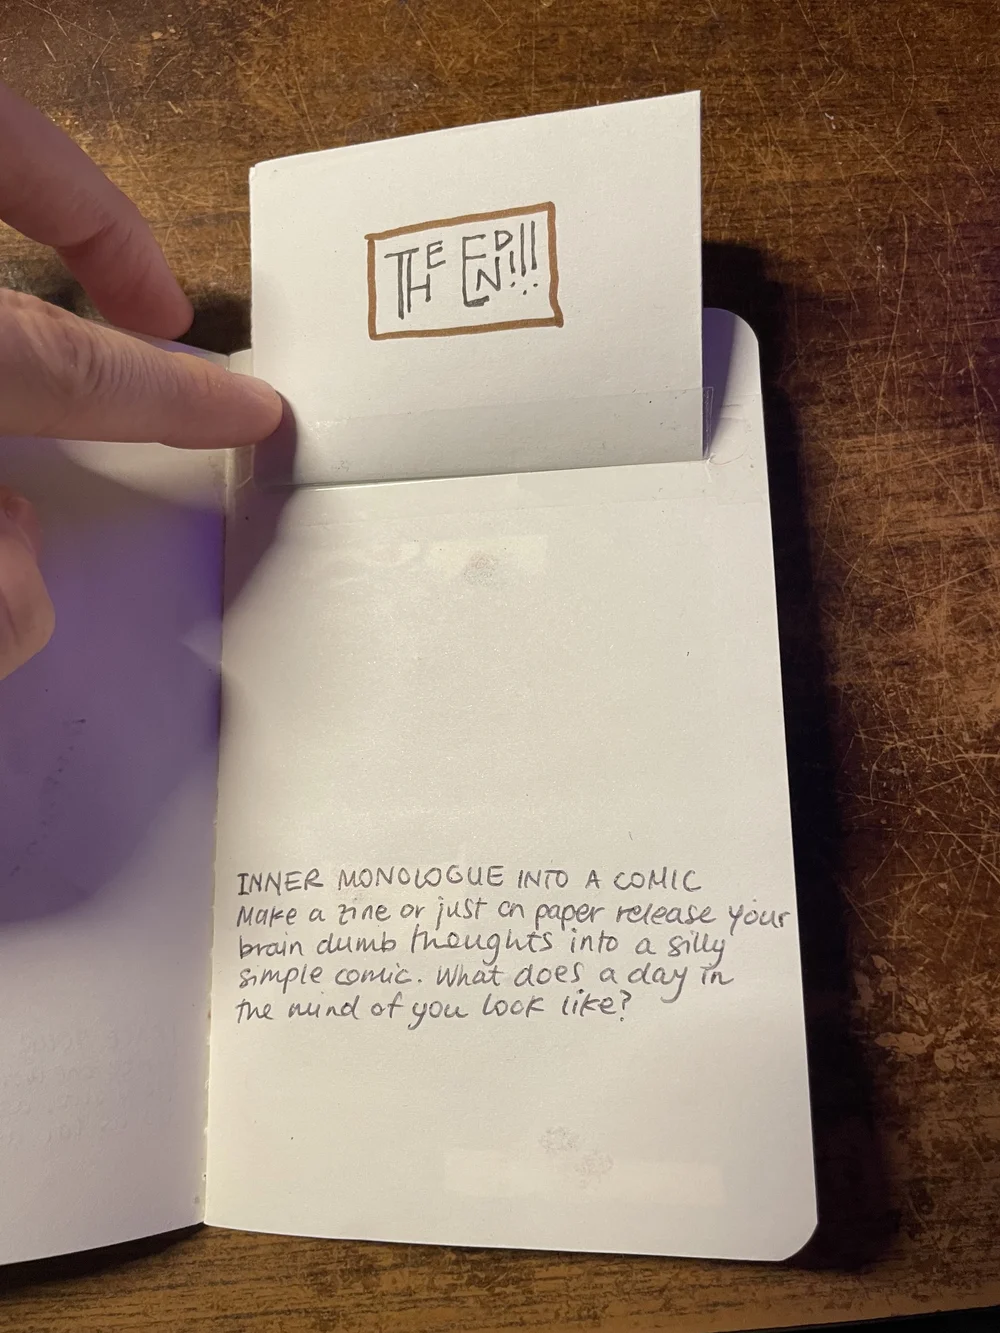 THE END!!!
INNER MONOLOGUE INTO A COMIC
Make a zine or just on paper release your
brain dumb thoughts into a silly
simple comic. What does a day in
the mind of you look like?